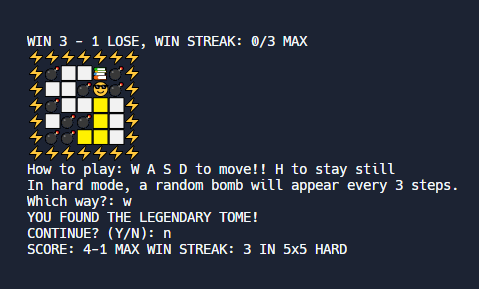 WIN 3 - 1 LOSE, WIN STREAK: 0/3 MAX
How to play: W A S D to move!! H to stay still
In hard mode, a random bomb will appear every 3 steps.
Which way?: w
YOU FOUND THE LEGENDARY TOME!
CONTINUE? (Y/N): n
SCORE: 4-1 MAX WIN STREAK: 3 IN 5x5 HARD